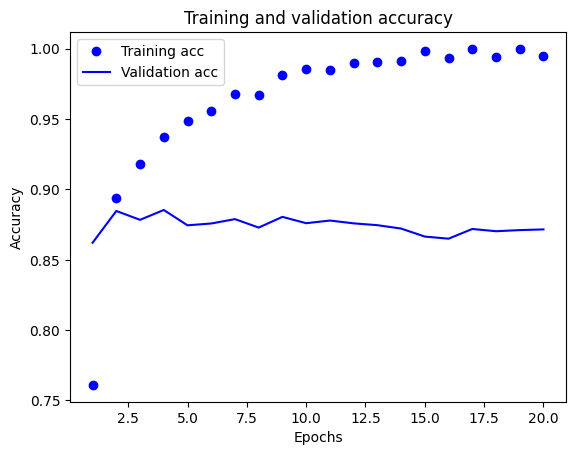 Training and validation accuracy
Training acc
Validation acc
1.00
0.95
0.90
0.85
0.80
0.75
Accuracy
2.5 5.0 7.5 10.0 12.5 15.0 17.5 20.0
Epochs